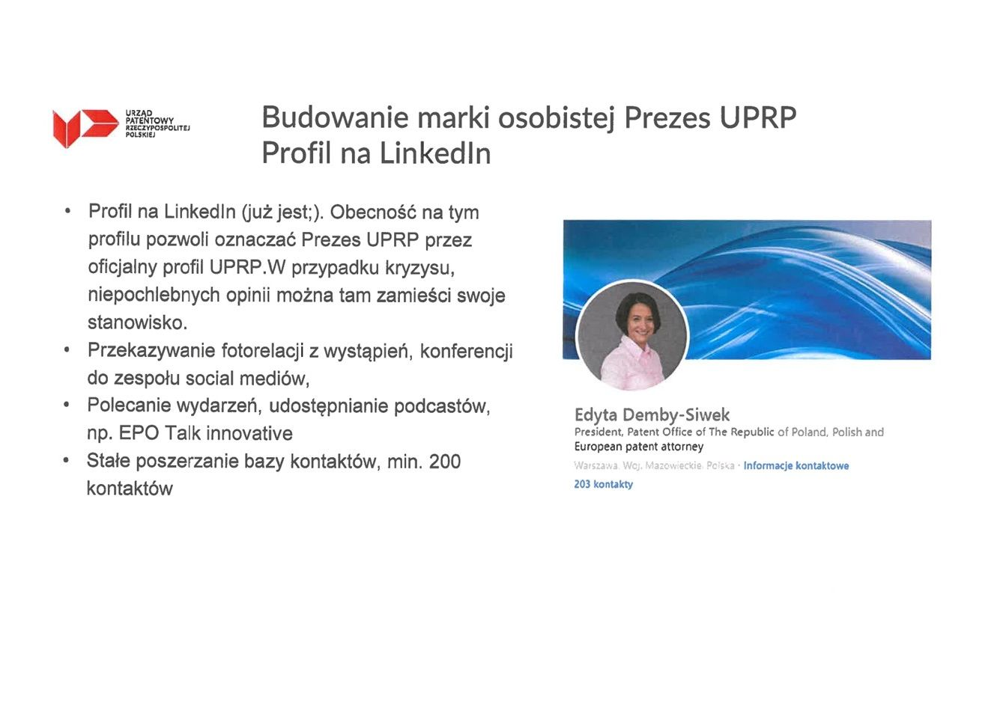 URZĄD
PATENTOWY
RZECZYPOSPOLITEJ
POLSKIEJ
Budowanie marki osobistej Prezes UPRP
Profil na LinkedIn
• Profil na LinkedIn (już jest;). Obecność na tym
profilu pozwoli oznaczać Prezes UPRP przez
oficjalny profil UPRP.W przypadku kryzysu,
niepochlebnych opinii można tam zamieści swoje
stanowisko.
• Przekazywanie fotorelacji z wystąpień, konferencji
do zespołu social mediów,
• Polecanie wydarzeń, udostępnianie podcastów,
np. EPO Talk innovative
• Stałe poszerzanie bazy kontaktów, min. 200
kontaktów
Edyta Demby-Siwek
President, Patent Office of The Republic of Poland, Polish and
European patent attorney
Warszawa, Woj. Mazowieckie, Polska · Informacje kontaktowe
203 kontakty